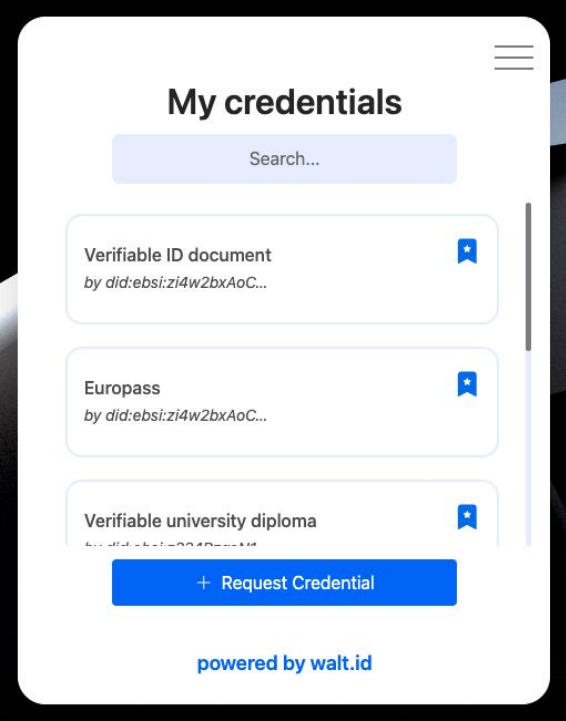 My credentials
Search...
Verifiable ID document
by did:ebsi:zi4w2bxAoC...
Europass
by did:ebsi:zi4w2bxAoC...
Verifiable university diploma
+ Request Credential
powered by walt.id